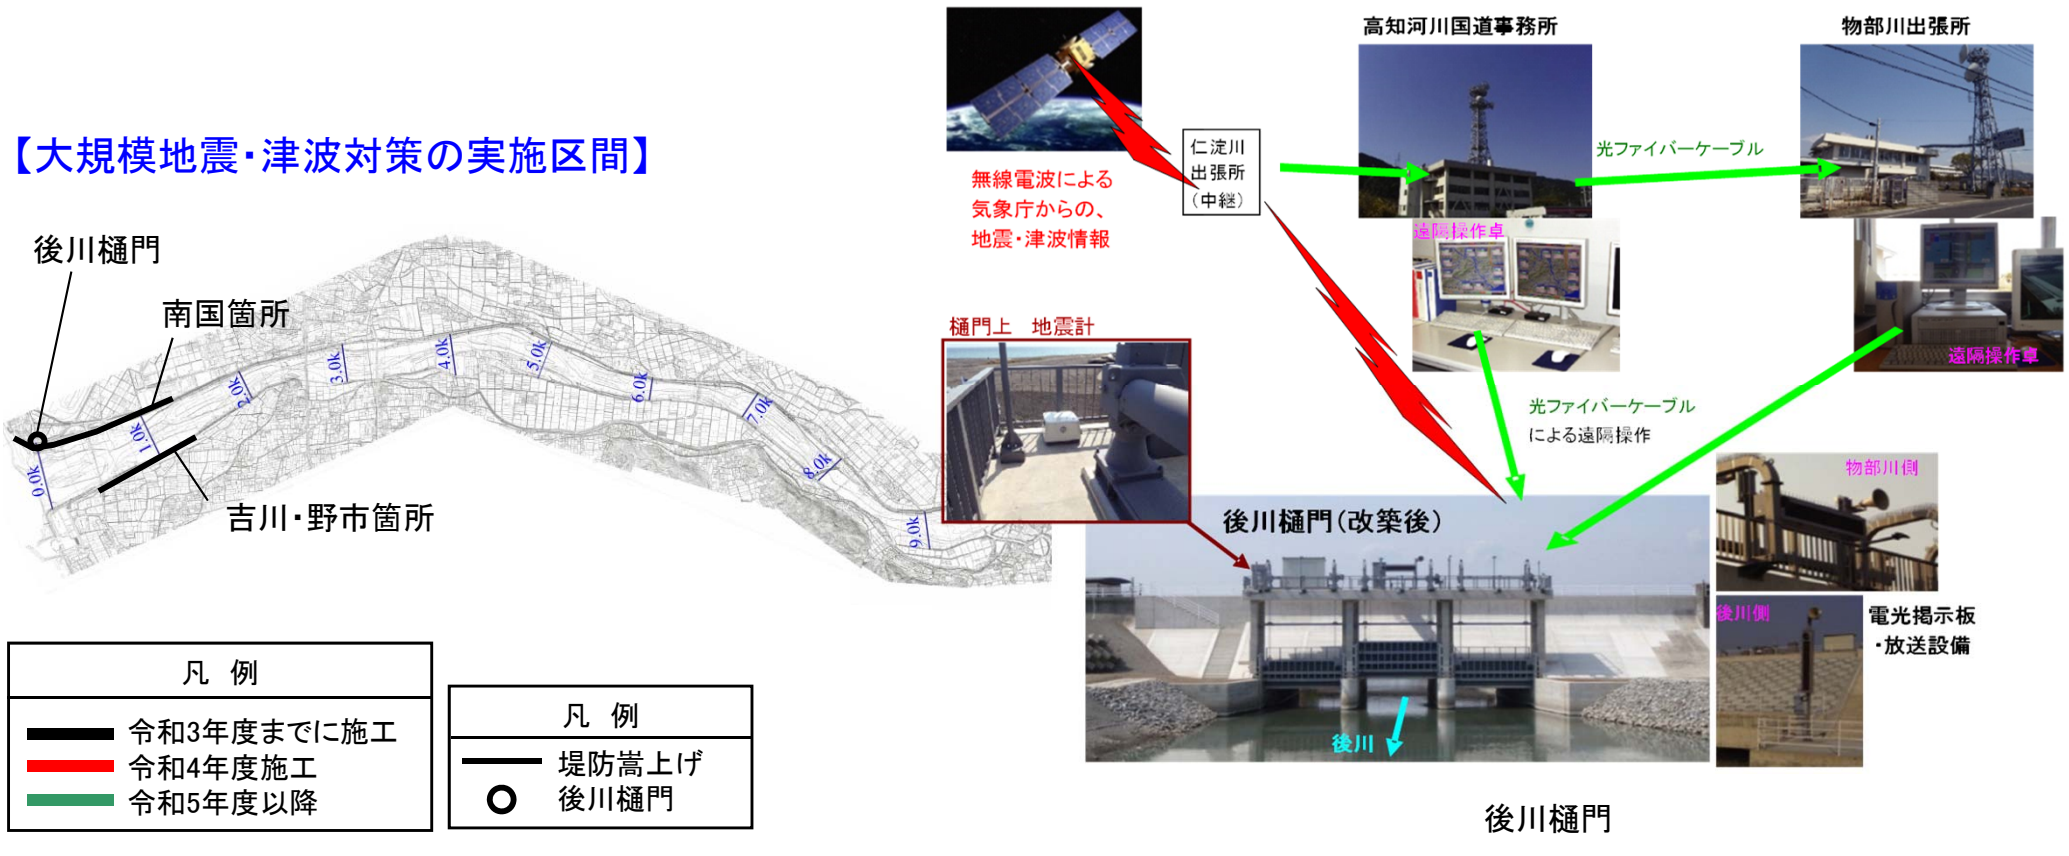 【大規模地震・津波対策の実施区間】
後川樋門
南国箇所
吉川・野市箇所
0.0k
1.0k
2.0k
3.0k
4.0k
5.0k
6.0k
7.0k
8.0k
9.0k
凡 例
令和3年度までに施工
令和4年度施工
令和5年度以降
凡 例
堤防嵩上げ
後川樋門
無線電波による
気象庁からの、
地震・津波情報
仁淀川
出張所
（中継）
高知河川国道事務所
光ファイバーケーブル
物部川出張所
遠隔操作卓
遠隔操作卓
樋門上 地震計
光ファイバーケーブル
による遠隔操作
後川樋門（改築後）
後川
物部川側
後川側
電光掲示板
・放送設備
後川樋門